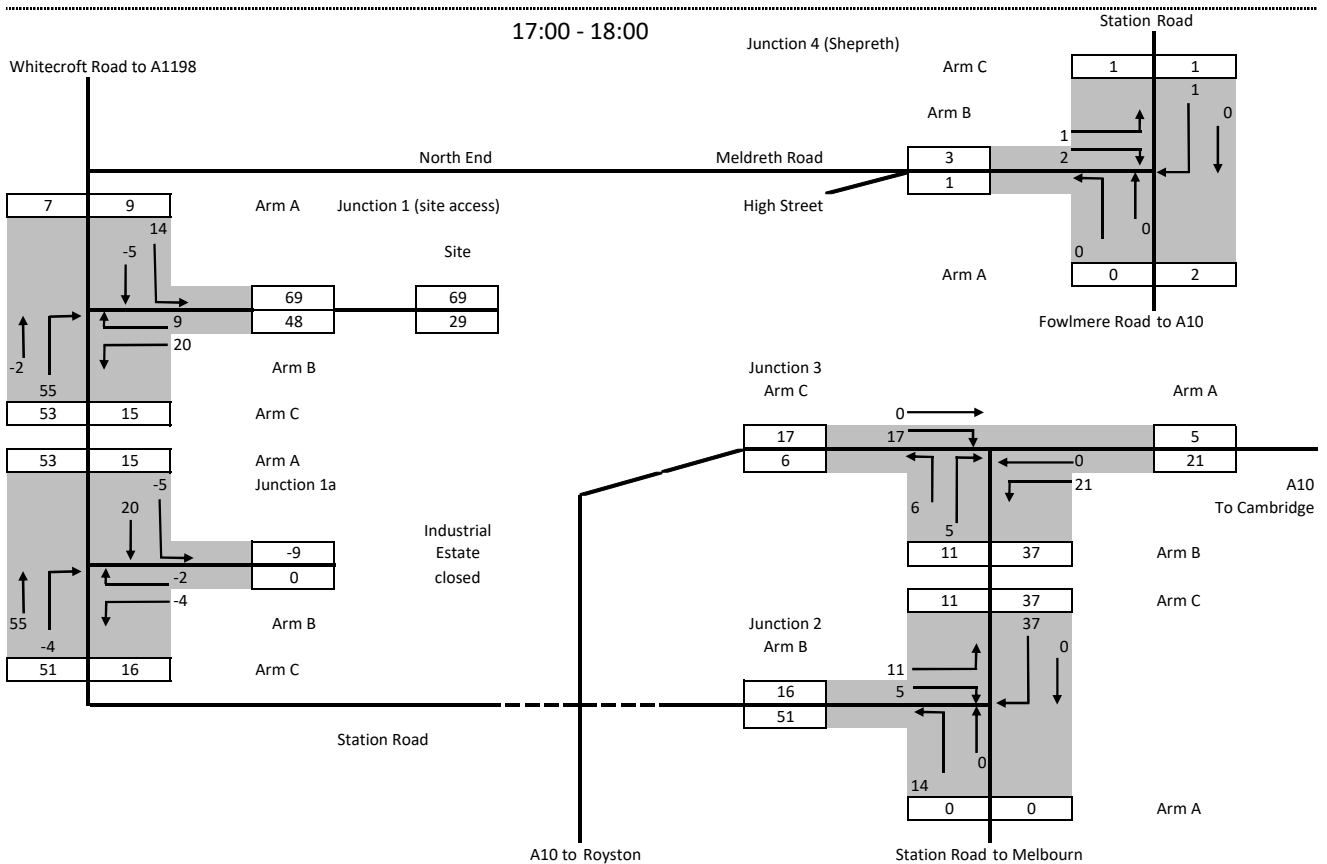 17:00 - 18:00
Station Road
Junction 4 (Shepreth)
Whitecroft Road to A1198
Arm C
1 1
1
Arm B
0
1
North End
Meldreth Road
3
2
1
7 9
Arm A
Junction 1 (site access)
High Street
14
0
-5
Site
0
Arm A
0 2
69
69
9
48
29
Fowlmere Road to A10
20
-2
Arm B
Junction 3
55
Arm C
Arm A
53 15
Arm C
0
17
17
5
53 15
Arm A
6
0
21
-5
Junction 1a
21
A10
20
6
To Cambridge
5
Industrial
-9
Estate
11 37
Arm B
-2
0
closed
-4
11 37
Arm C
55
Arm B
Junction 2
37
-4
Arm B
0
51 16
Arm C
11
16
5
51
Station Road
0
14
0 0
Arm A
A10 to Royston
Station Road to Melbourn